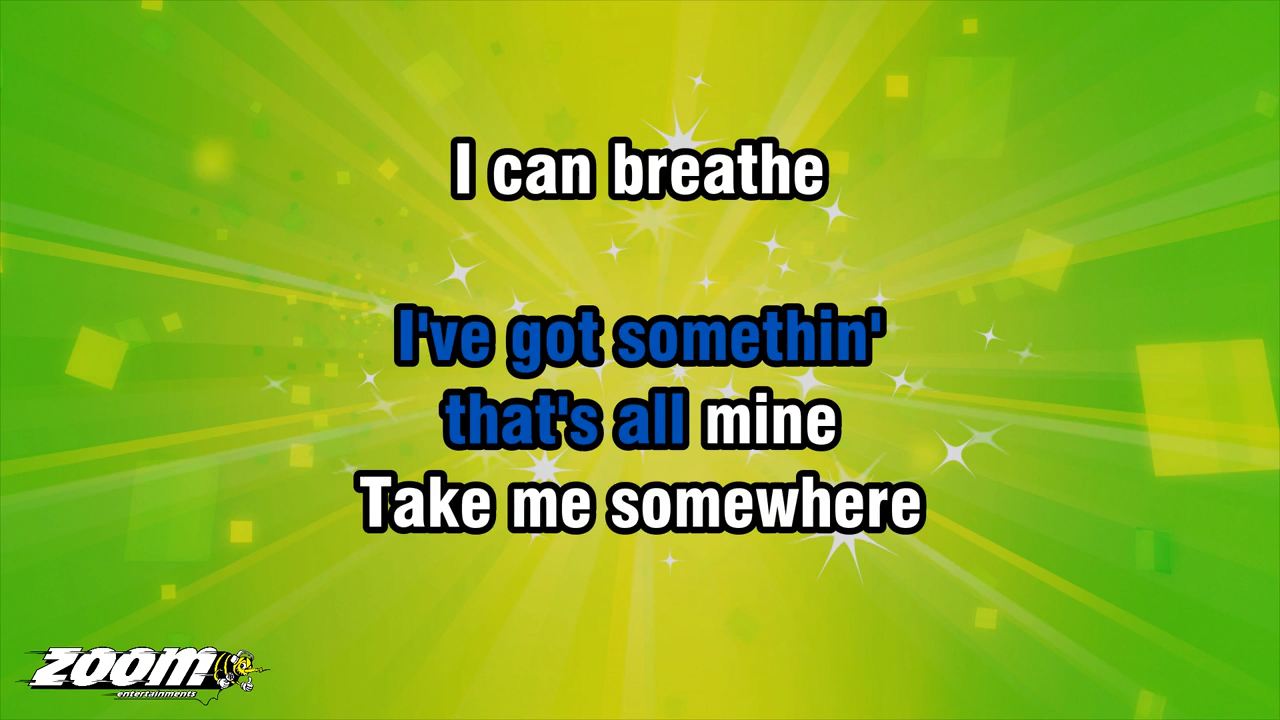 I can breathe
I've got somethin'
that's all mine
Take me somewhere
ZOOM
entertainments